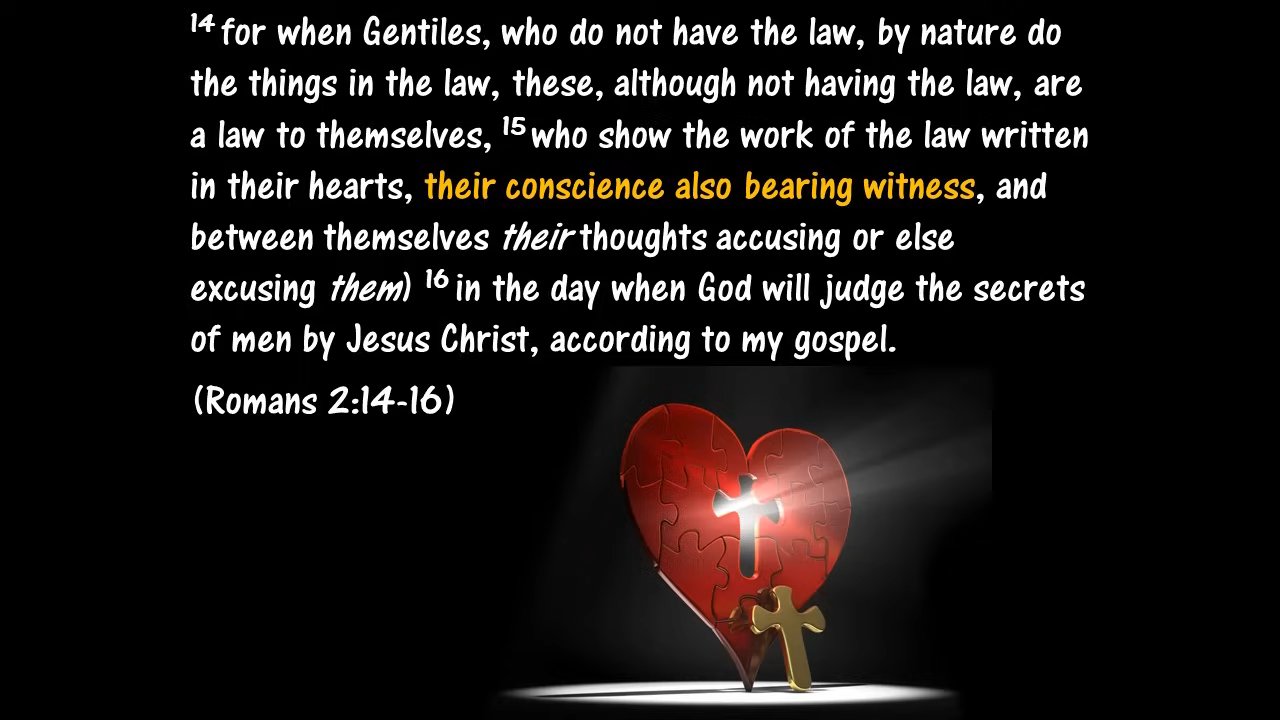 14 for when Gentiles, who do not have the law, by nature do
the things in the law, these, although not having the law, are
a law to themselves, 15 who show the work of the law written
in their hearts, their conscience also bearing witness, and
between themselves their thoughts accusing or else
excusing them) 16 in the day when God will judge the secrets
of men by Jesus Christ, according to my gospel.
(Romans 2:14-16)